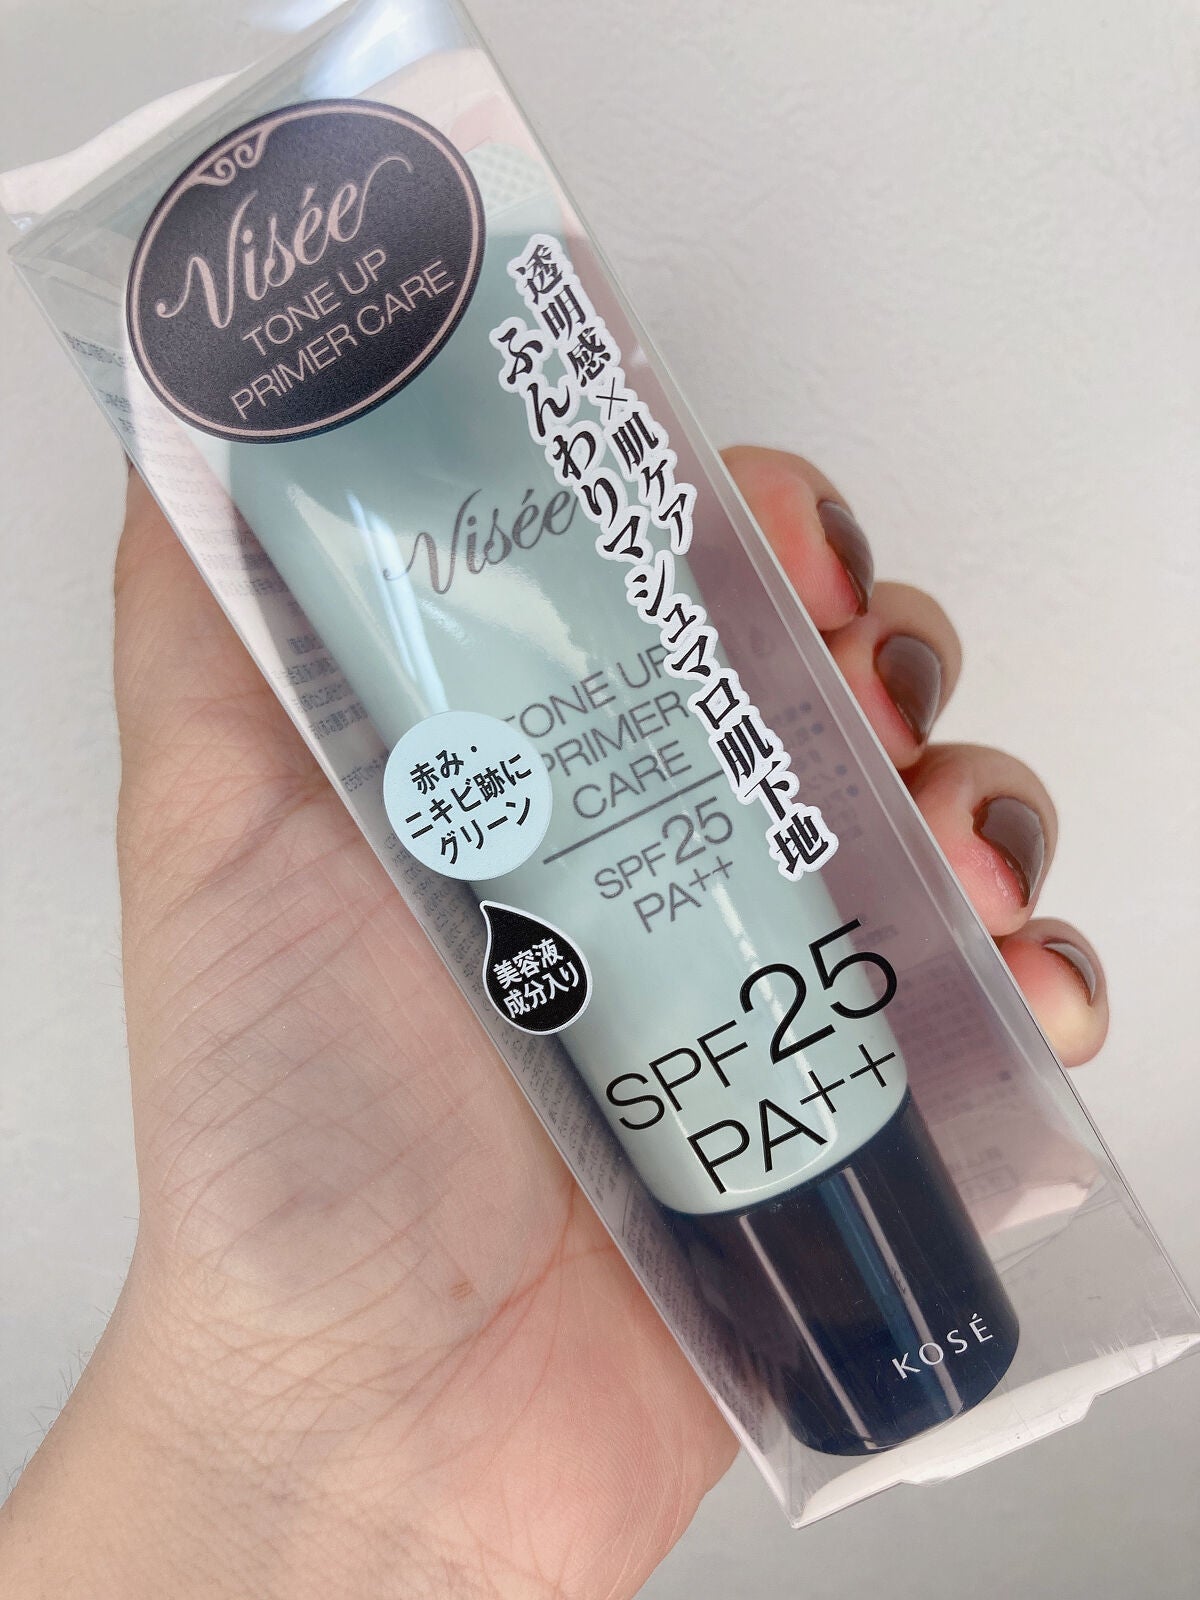 Visée
TONE UP
PRIMER CARE
透明感×肌ケア
ふんわりマシュマロ肌下地
Visée
TONE UP
PRIMER
CARE
SPF25
PA++
赤み・
ニキビ跡に
グリーン
美容液
成分入り
SPF25
PA++
KOSÉ